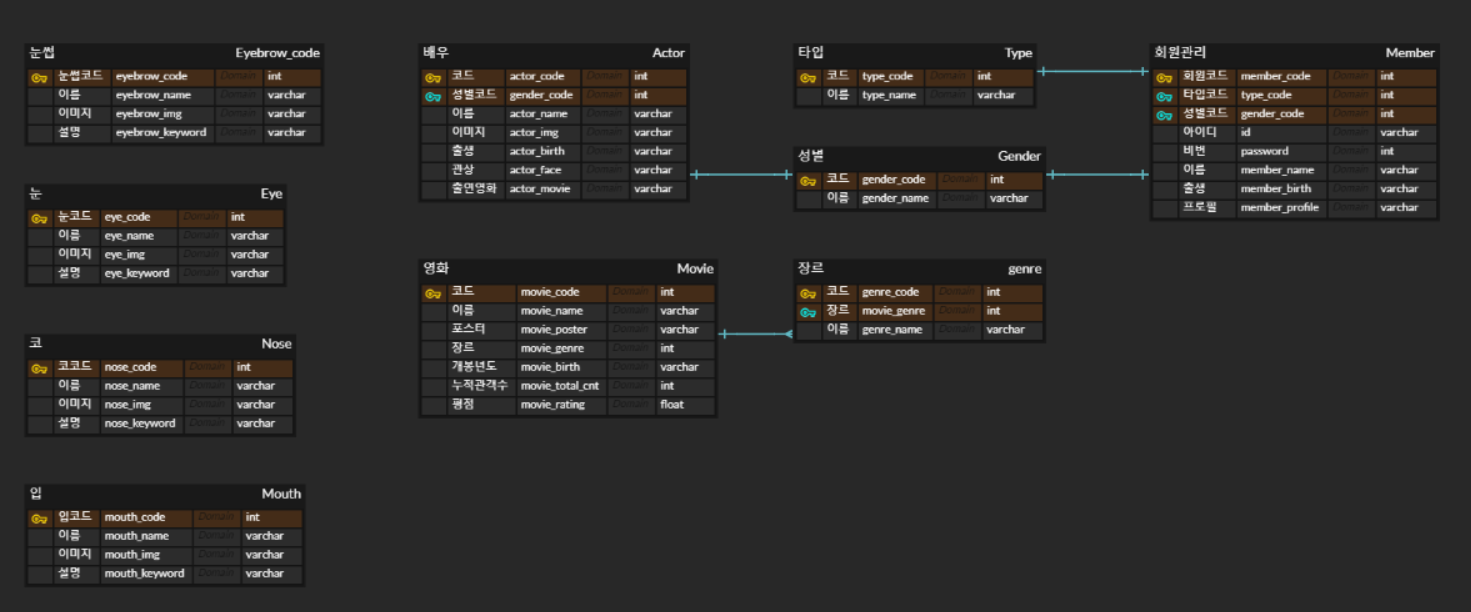 눈썹 Eyebrow_code
눈썹코드 eyebrow_code Domain int
이름 eyebrow_name Domain varchar
이미지 eyebrow_img Domain varchar
설명 eyebrow_keyword Domain varchar
눈 Eye
눈코드 eye_code Domain int
이름 eye_name Domain varchar
이미지 eye_img Domain varchar
설명 eye_keyword Domain varchar
코 Nose
코코드 nose_code Domain int
이름 nose_name Domain varchar
이미지 nose_img Domain varchar
설명 nose_keyword Domain varchar
입 Mouth
입코드 mouth_code Domain int
이름 mouth_name Domain varchar
이미지 mouth_img Domain varchar
설명 mouth_keyword Domain varchar
배우 Actor
코드 actor_code Domain int
성별코드 gender_code Domain int
이름 actor_name Domain varchar
이미지 actor_img Domain varchar
출생 actor_birth Domain varchar
관상 actor_face Domain varchar
출연영화 actor_movie Domain varchar
영화 Movie
코드 movie_code Domain int
이름 movie_name Domain varchar
포스터 movie_poster Domain varchar
장르 movie_genre Domain int
개봉년도 movie_birth Domain varchar
누적관객수 movie_total_cnt Domain int
평점 movie_rating Domain float
타입 Type
코드 type_code Domain int
이름 type_name Domain varchar
성별 Gender
코드 gender_code Domain int
이름 gender_name Domain varchar
장르 genre
코드 genre_code Domain int
장르 movie_genre Domain int
이름 genre_name Domain varchar
회원관리 Member
회원코드 member_code Domain int
타입코드 type_code Domain int
성별코드 gender_code Domain int
아이디 id Domain varchar
비번 password Domain int
이름 member_name Domain varchar
출생 member_birth Domain varchar
프로필 member_profile Domain varchar